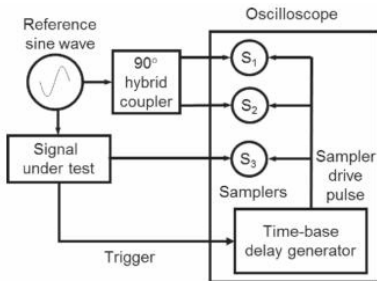 Oscilloscope
Reference
sine wave
90°
hybrid
coupler
S1
S2
S3
Signal
under test
Samplers
Sampler
drive
pulse
Time-base
delay generator
Trigger